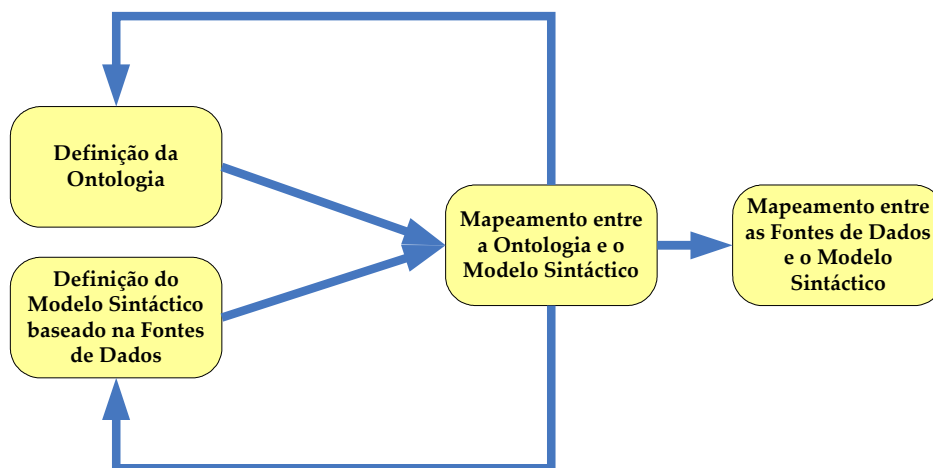 Definição da
Ontologia
Definição do
Modelo Sintáctico
baseado na Fontes
de Dados
Mapeamento entre
a Ontologia e o
Modelo Sintáctico
Mapeamento entre
as Fontes de Dados
e o Modelo
Sintáctico